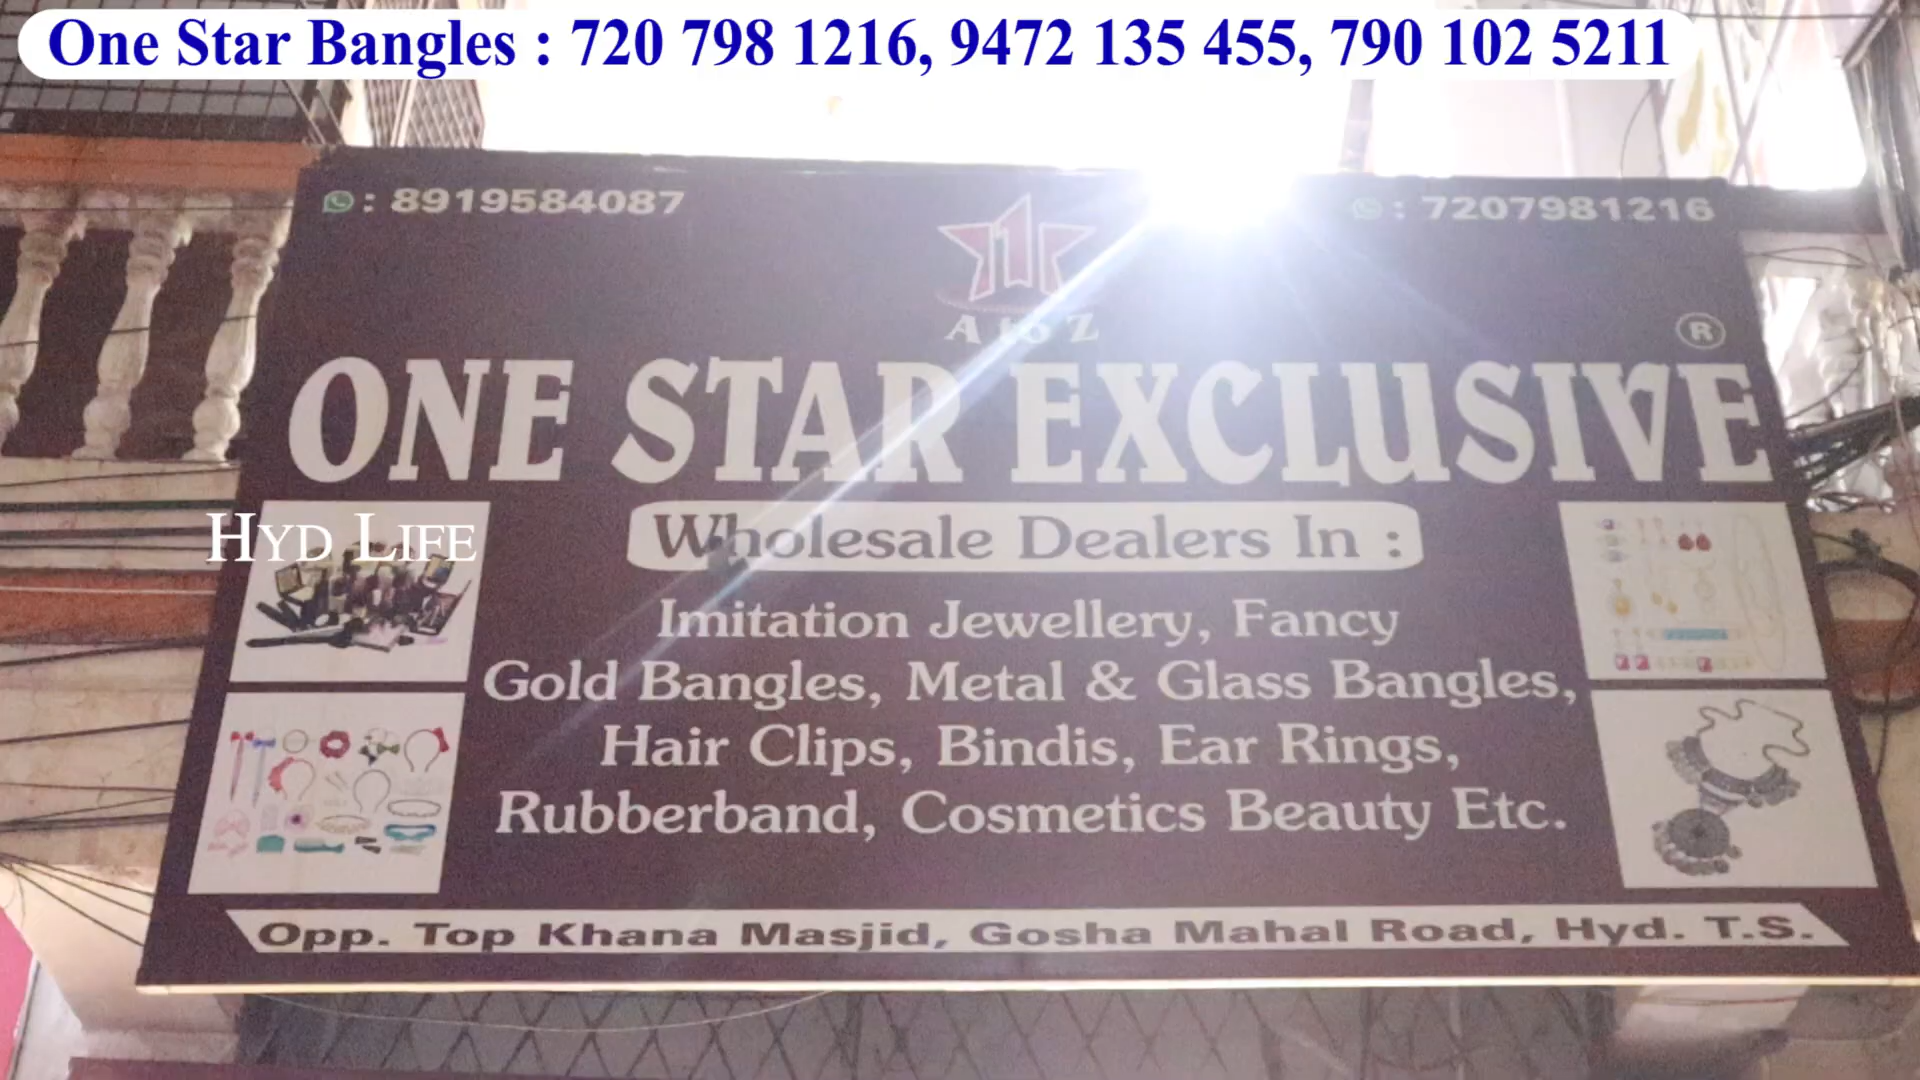 One Star Bangles : 720 798 1216, 9472 135 455, 790 102 5211
: 8919584087
: 7207981216
1
A to Z
®
ONE STAR EXCLUSIVE
HYD LIFE
Wholesale Dealers In :
Imitation Jewellery, Fancy
Gold Bangles, Metal & Glass Bangles,
Hair Clips, Bindis, Ear Rings,
Rubberband, Cosmetics Beauty Etc.
Opp. Top Khana Masjid, Gosha Mahal Road, Hyd. T.S.